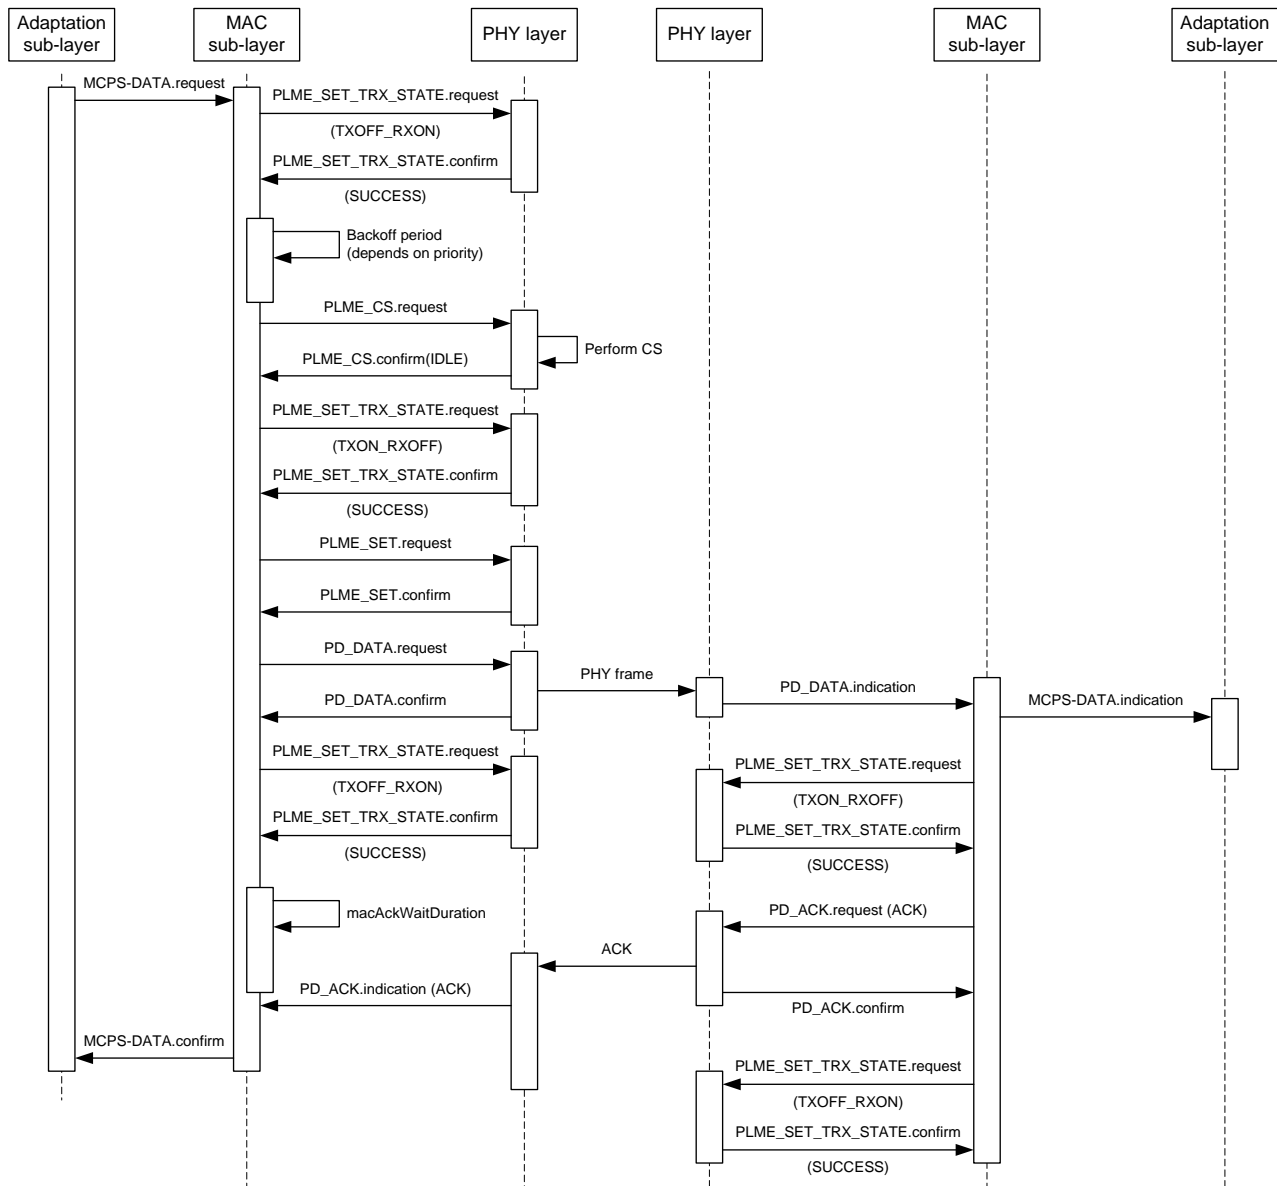 Adaptation
sub-layer
MAC
sub-layer
PHY layer
PHY layer
MAC
sub-layer
Adaptation
sub-layer
MCPS-DATA.request
PLME_SET_TRX_STATE.request
(TXOFF_RXON)
PLME_SET_TRX_STATE.confirm
(SUCCESS)
Backoff period
(depends on priority)
PLME_CS.request
Perform CS
PLME_CS.confirm(IDLE)
PLME_SET_TRX_STATE.request
(TXON_RXOFF)
PLME_SET_TRX_STATE.confirm
(SUCCESS)
PLME_SET.request
PLME_SET.confirm
PD_DATA.request
PHY frame
PD_DATA.indication
MCPS-DATA.indication
PD_DATA.confirm
PLME_SET_TRX_STATE.request
(TXOFF_RXON)
PLME_SET_TRX_STATE.request
(TXON_RXOFF)
PLME_SET_TRX_STATE.confirm
(SUCCESS)
PLME_SET_TRX_STATE.confirm
(SUCCESS)
macAckWaitDuration
PD_ACK.request (ACK)
ACK
PD_ACK.indication (ACK)
PD_ACK.confirm
MCPS-DATA.confirm
PLME_SET_TRX_STATE.request
(TXOFF_RXON)
PLME_SET_TRX_STATE.confirm
(SUCCESS)